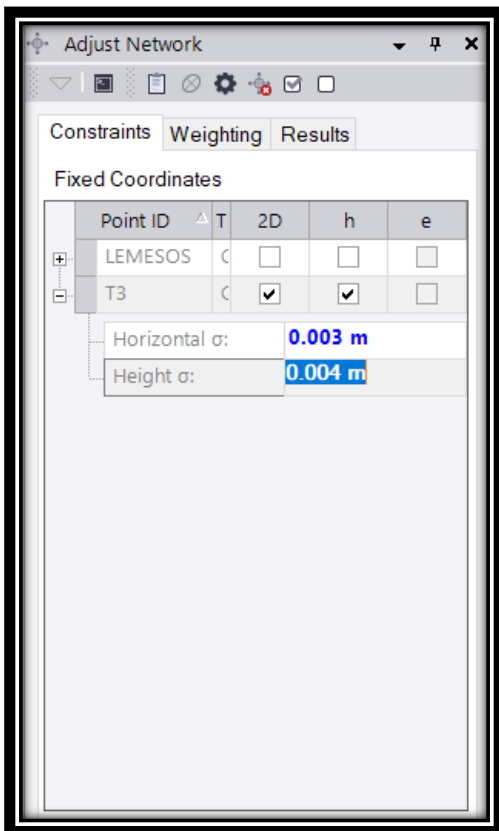 Adjust Network
Constraints Weighting Results
Fixed Coordinates
Point ID T 2D h e
LEMESOS C
T3 C
Horizontal σ: 0.003 m
Height σ: 0.004 m